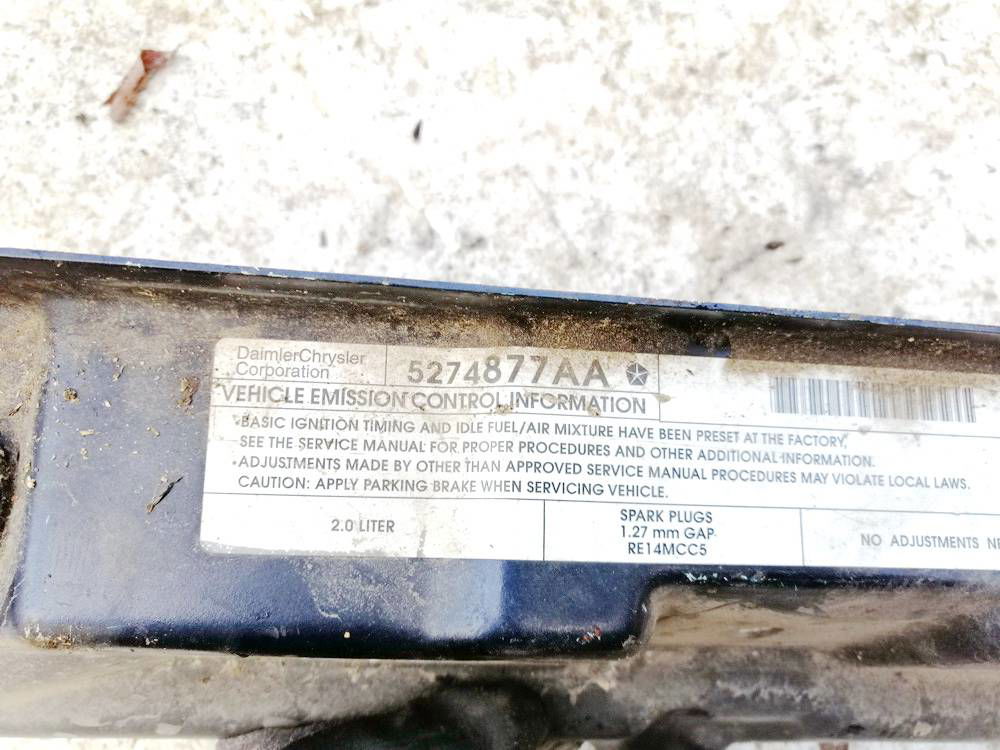 DaimlerChrysler
Corporation
5274877AA
VEHICLE EMISSION CONTROL INFORMATION
•BASIC IGNITION TIMING AND IDLE FUEL/AIR MIXTURE HAVE BEEN PRESET AT THE FACTORY.
SEE THE SERVICE MANUAL FOR PROPER PROCEDURES AND OTHER ADDITIONAL INFORMATION.
•ADJUSTMENTS MADE BY OTHER THAN APPROVED SERVICE MANUAL PROCEDURES MAY VIOLATE LOCAL LAWS.
CAUTION: APPLY PARKING BRAKE WHEN SERVICING VEHICLE.
2.0 LITER
SPARK PLUGS
1.27 mm GAP
RE14MCC5
NO ADJUSTMENTS